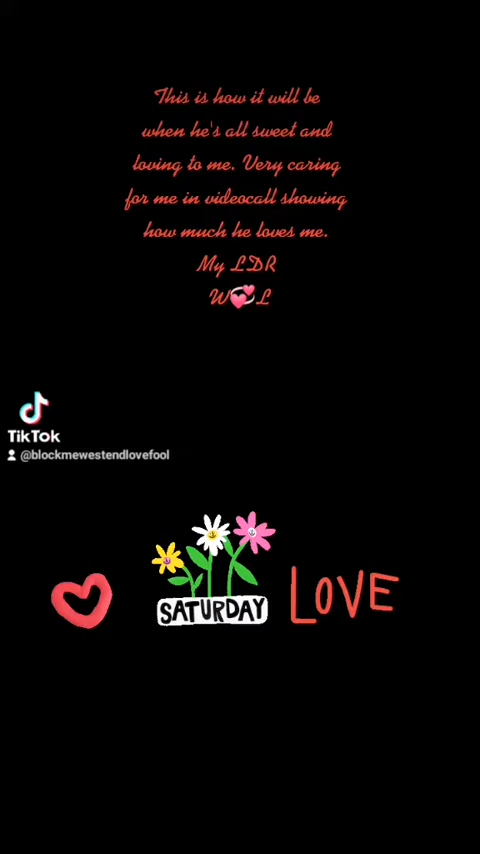 This is how it will be
when he's all sweet and
loving to me. Very caring
for me in videocall showing
how much he loves me.
My LDR
W💞L
TikTok
@blockmewestendlovefool
SATURDAY
LOVE